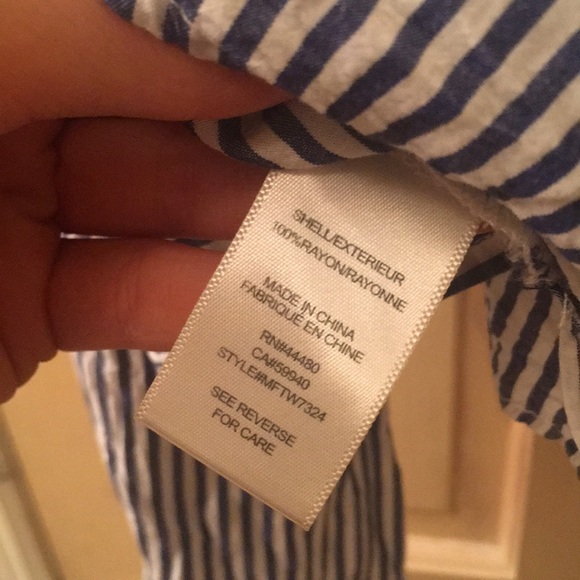 SHELL/EXTERIEUR
100%RAYON/RAYONNE
MADE IN CHINA
FABRIQUÉ EN CHINE
RN#44480
CA#59940
STYLE#MFTW7324
SEE REVERSE
FOR CARE